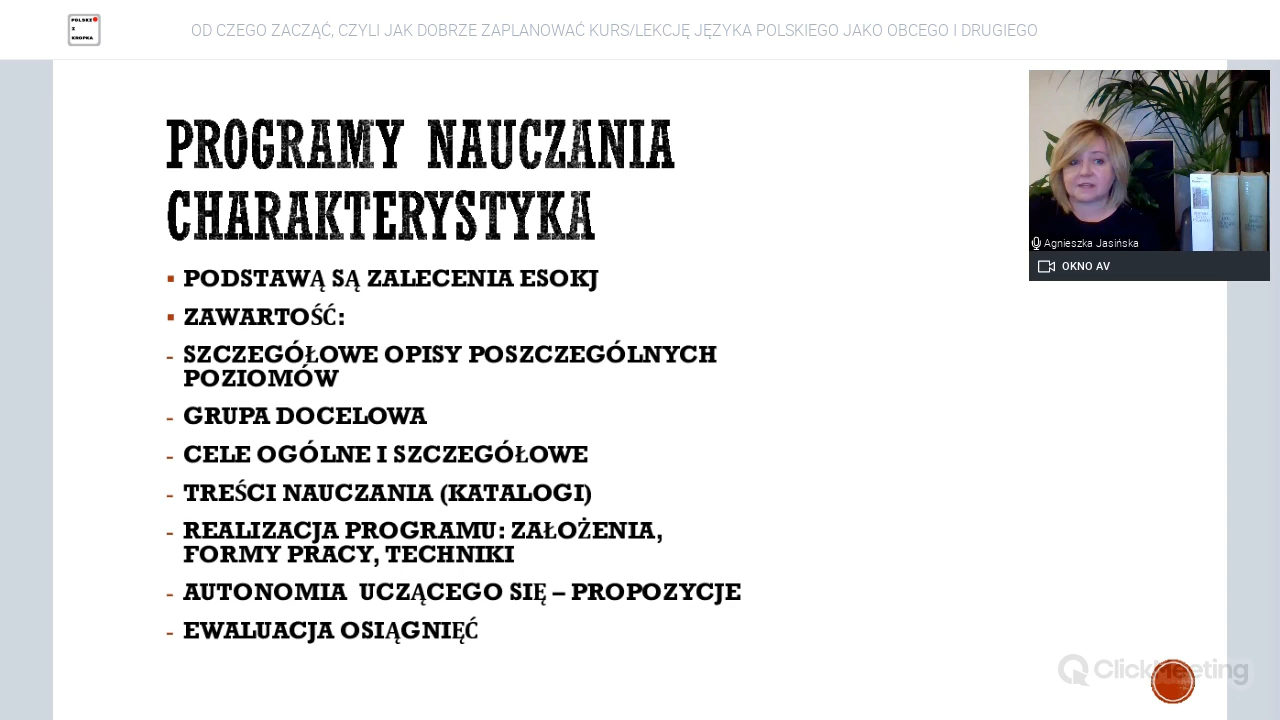 POLSKI
Z
KROPKĄ
OD CZEGO ZACZĄĆ, CZYLI JAK DOBRZE ZAPLANOWAĆ KURS/LEKCJĘ JĘZYKA POLSKIEGO JAKO OBCEGO I DRUGIEGO
PROGRAMY NAUCZANIA
CHARAKTERYSTYKA
▪ PODSTAWĄ SĄ ZALECENIA ESOKJ
▪ ZAWARTOŚĆ:
- SZCZEGÓŁOWE OPISY POSZCZEGÓLNYCH
POZIOMÓW
- GRUPA DOCELOWA
- CELE OGÓLNE I SZCZEGÓŁOWE
- TREŚCI NAUCZANIA (KATALOGI)
- REALIZACJA PROGRAMU: ZAŁOŻENIA,
FORMY PRACY, TECHNIKI
- AUTONOMIA UCZĄCEGO SIĘ – PROPOZYCJE
- EWALUACJA OSIĄGNIĘĆ
Agnieszka Jasińska
OKNO AV
ClickMeeting